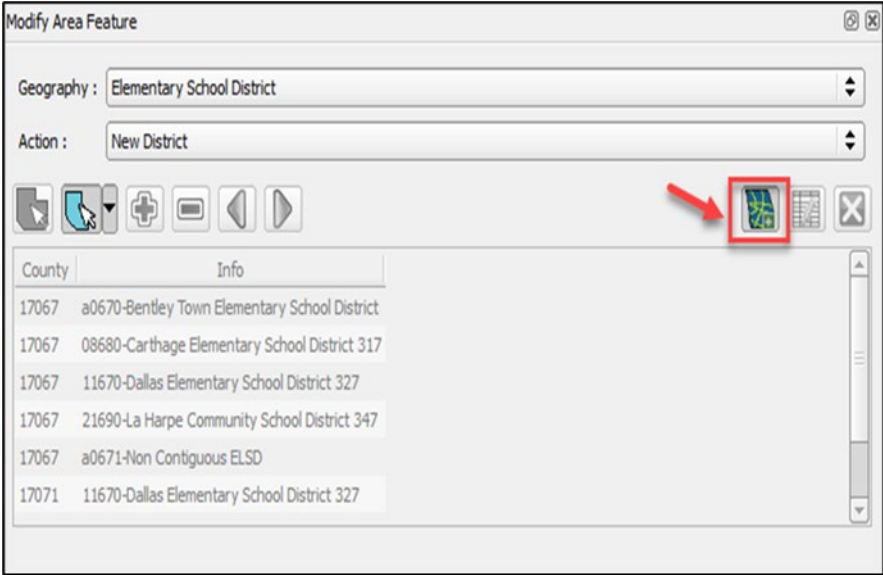 Modify Area Feature
Geography : Elementary School District
Action : New District
County Info
17067 a0670-Bentley Town Elementary School District
17067 08680-Carthage Elementary School District 317
17067 11670-Dallas Elementary School District 327
17067 21690-La Harpe Community School District 347
17067 a0671-Non Contiguous ELSD
17071 11670-Dallas Elementary School District 327